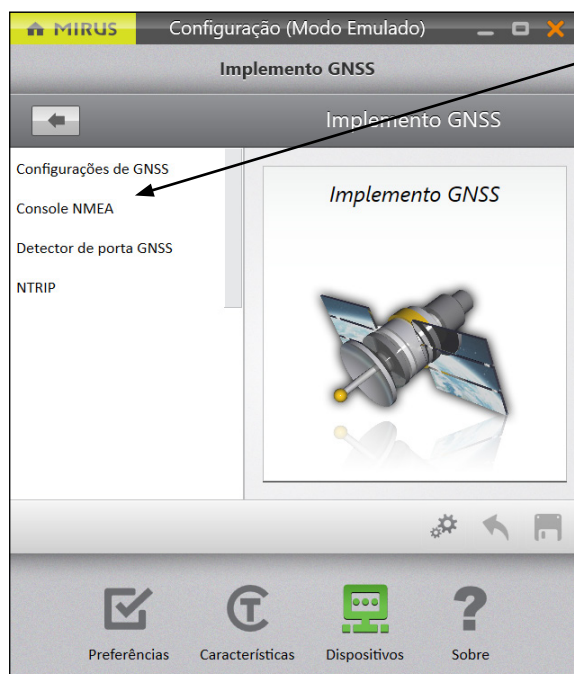 MIRUS Configuração (Modo Emulado)
Implemento GNSS
Implemento GNSS
Configurações de GNSS
Console NMEA
Detector de porta GNSS
NTRIP
Implemento GNSS
Preferências Características Dispositivos Sobre